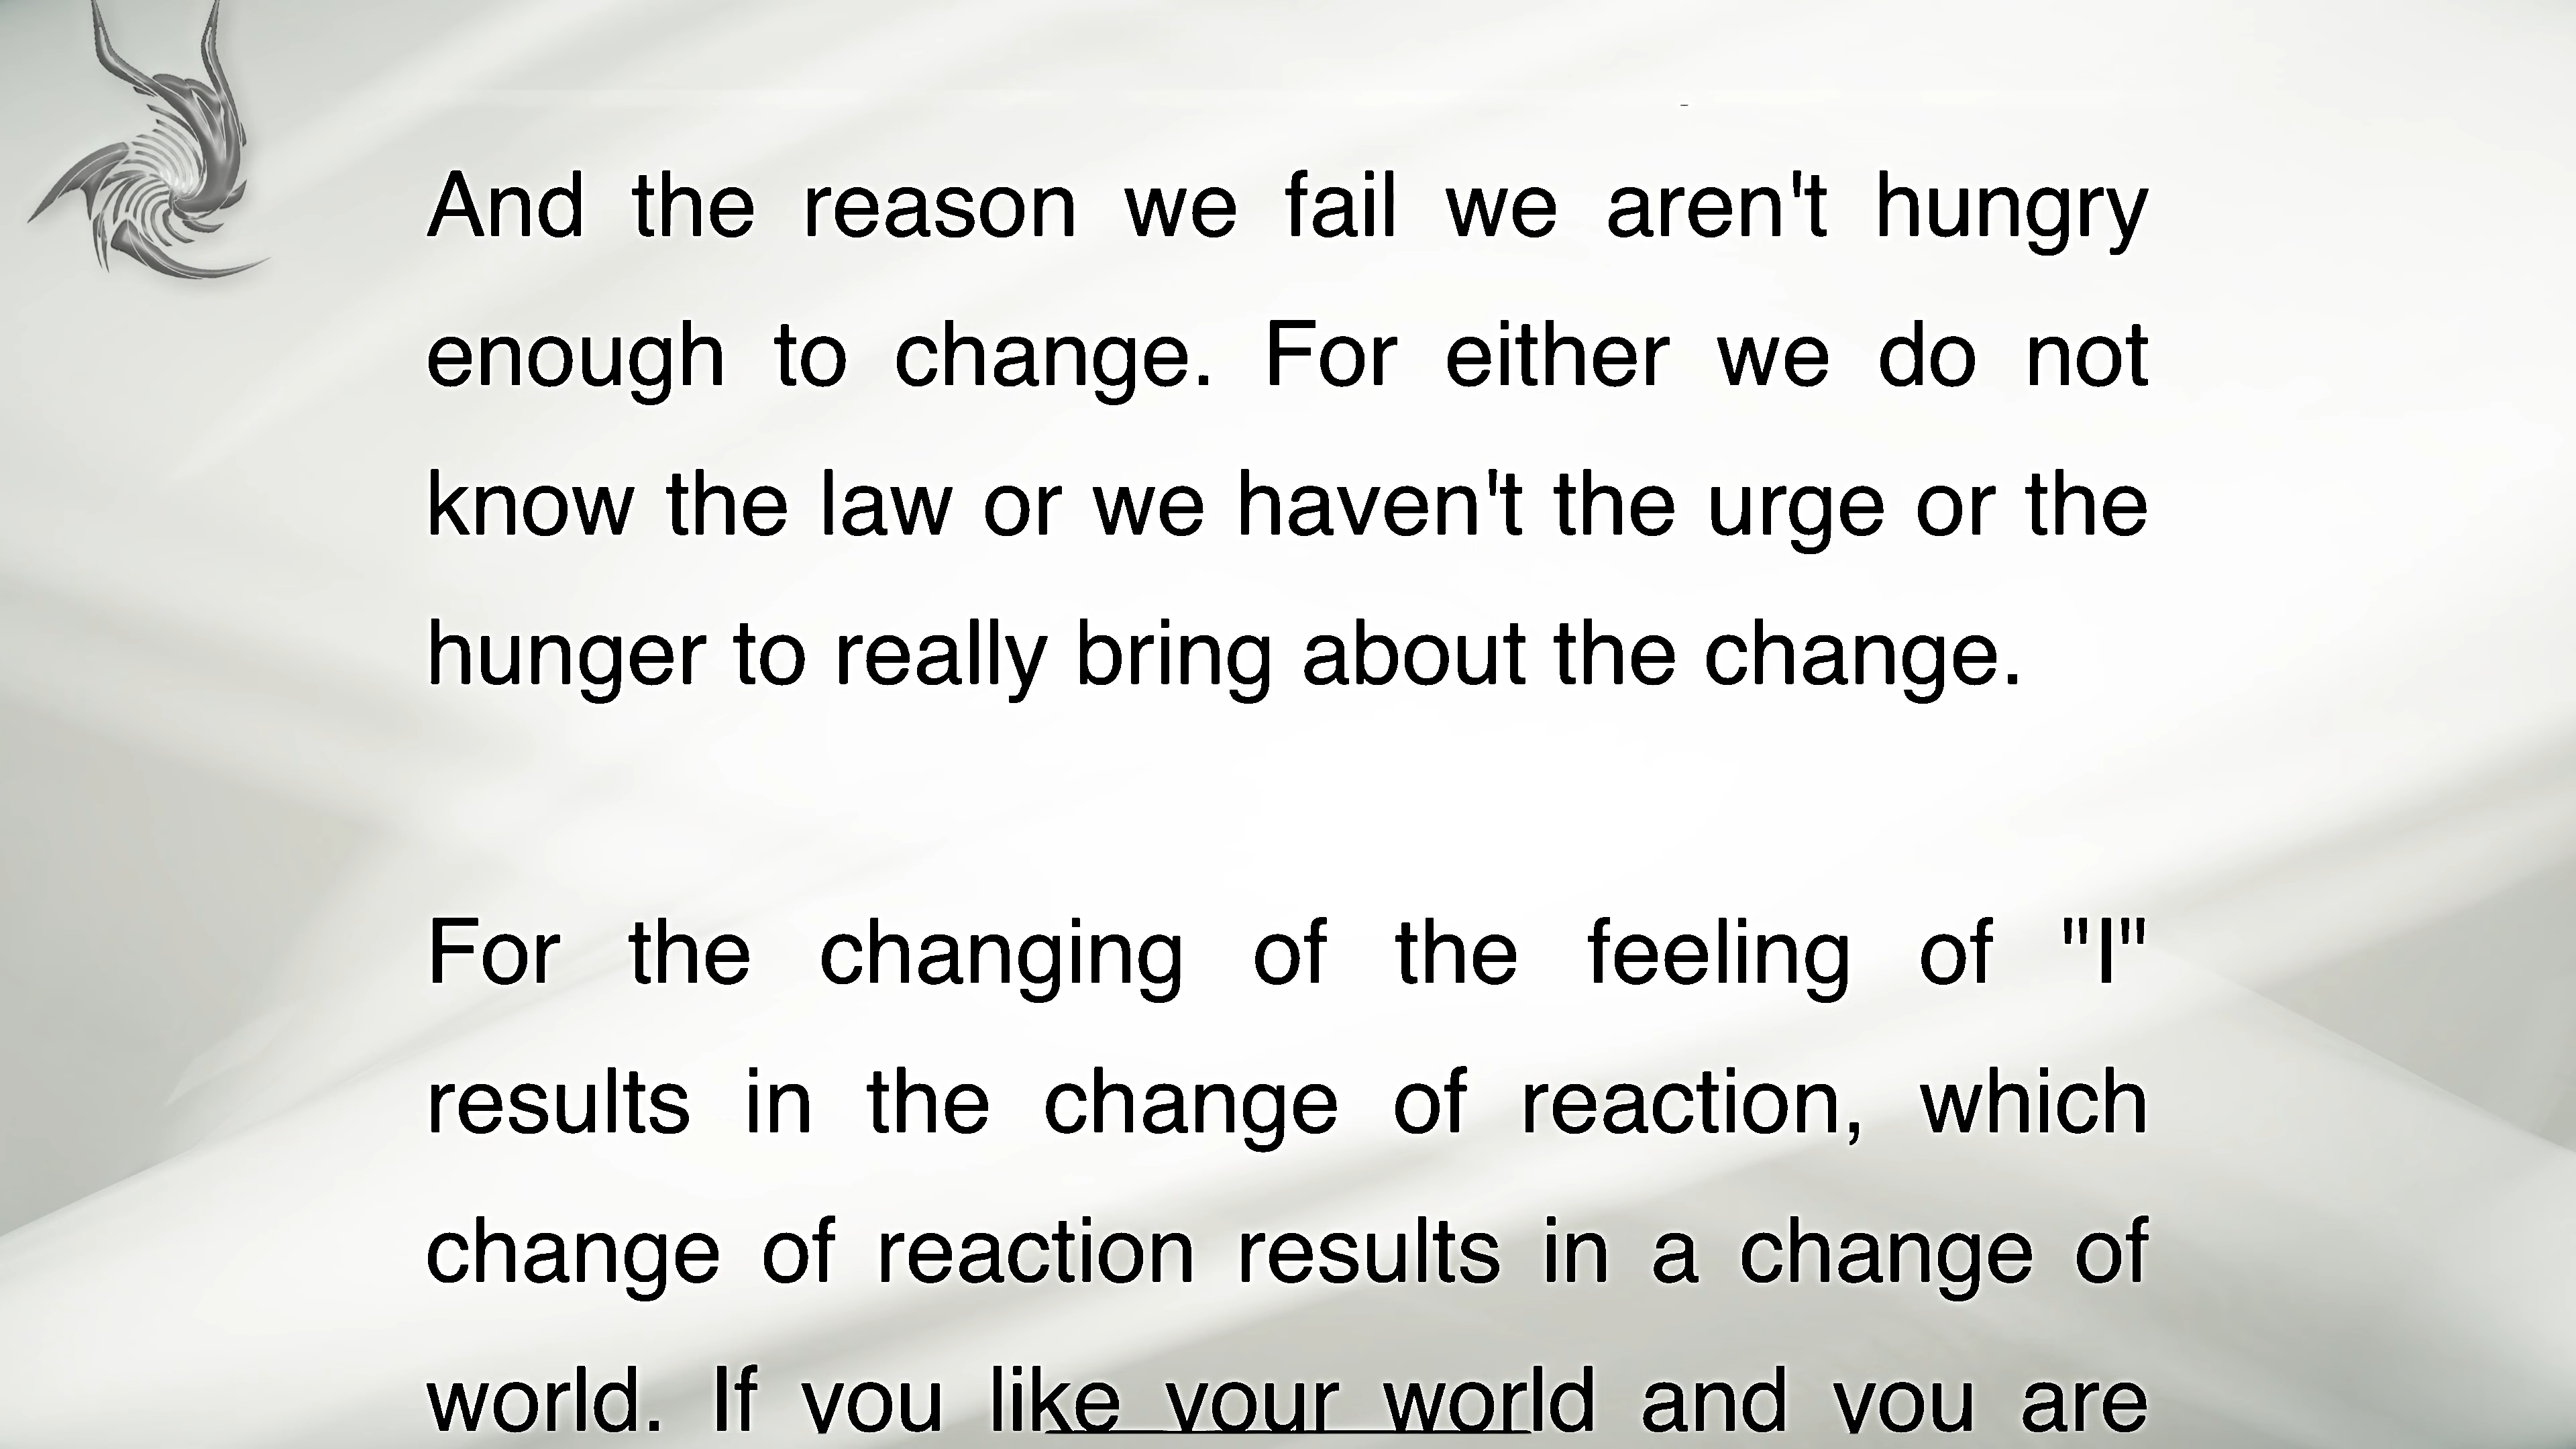 And the reason we fail we aren't hungry
enough to change. For either we do not
know the law or we haven't the urge or the
hunger to really bring about the change.
For the changing of the feeling of "I"
results in the change of reaction, which
change of reaction results in a change of
world. If you like your world and you are